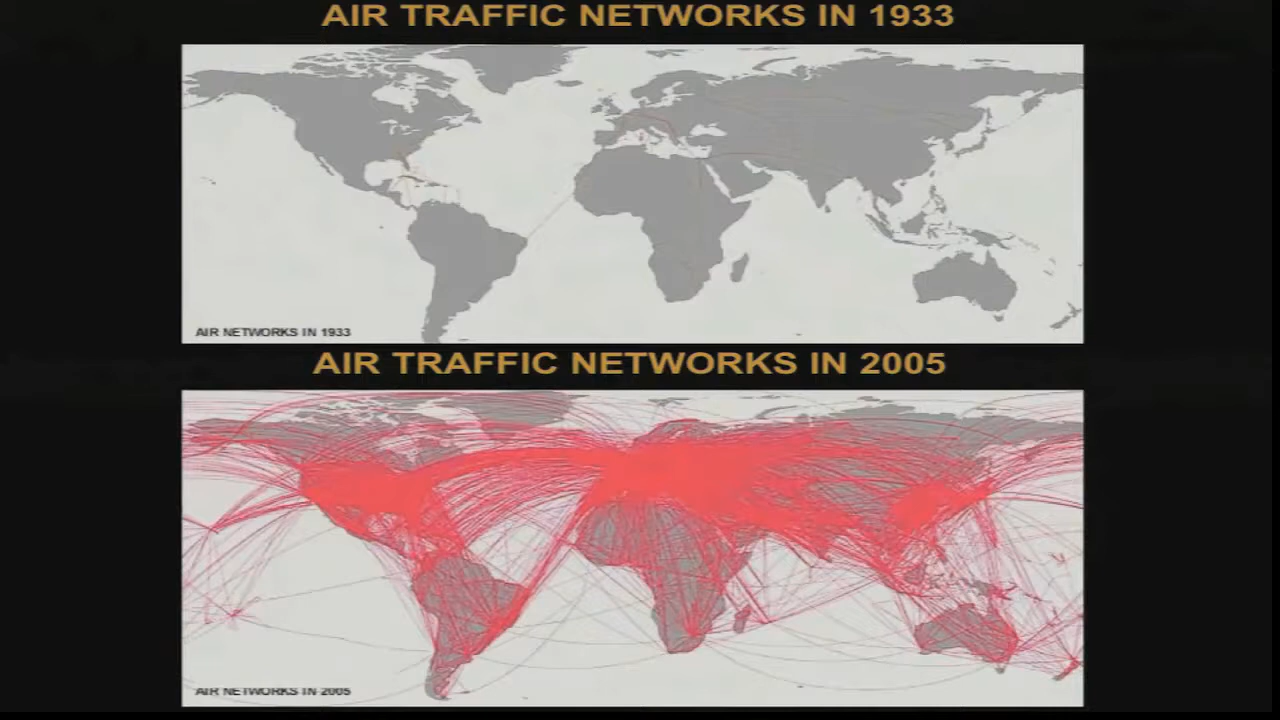 AIR TRAFFIC NETWORKS IN 1933
AIR NETWORKS IN 1933
AIR TRAFFIC NETWORKS IN 2005
AIR NETWORKS IN 2005